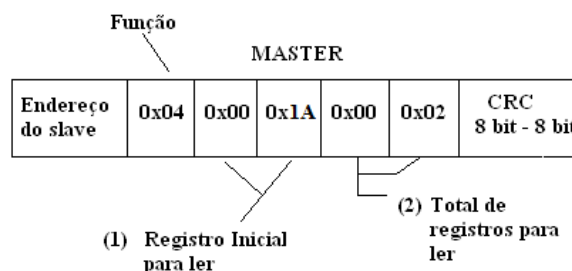 Função
MASTER
Endereço do slave
0x04
0x00
0x1A
0x00
0x02
CRC
8 bit - 8 bit
(1) Registro Inicial
para ler
(2) Total de
registros para
ler